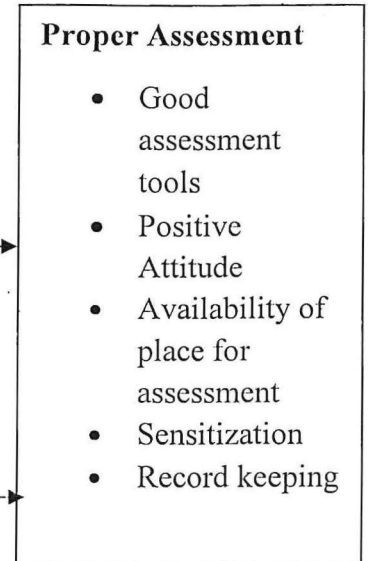 Proper Assessment
• Good
assessment
tools
• Positive
Attitude
• Availability of
place for
assessment
• Sensitization
• Record keeping